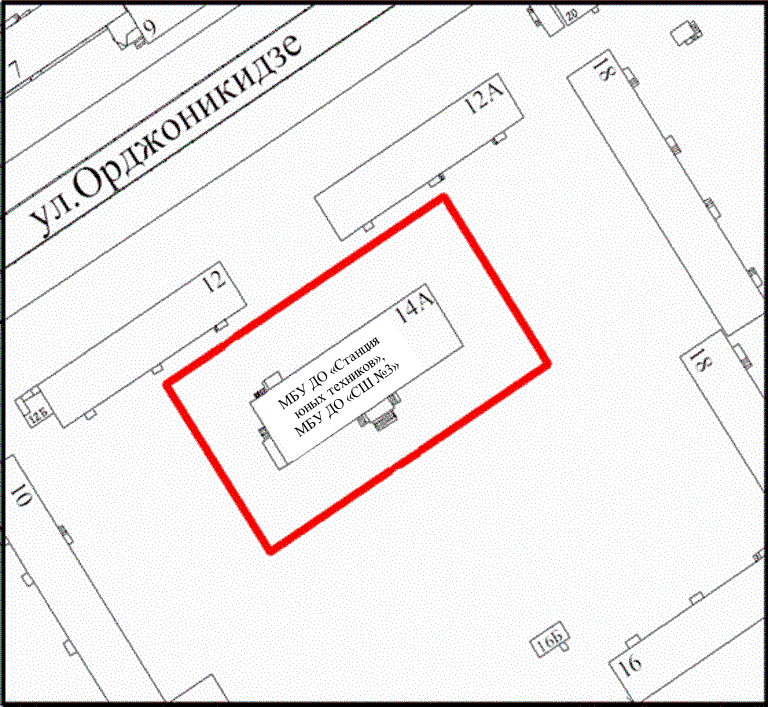 9
20
7
18
ул.Орджоникидзе
12А
12
14А
МБУ ДО «Станция
юных техников»,
МБУ ДО «СШ №3»
18
12Б
10
16Б
16